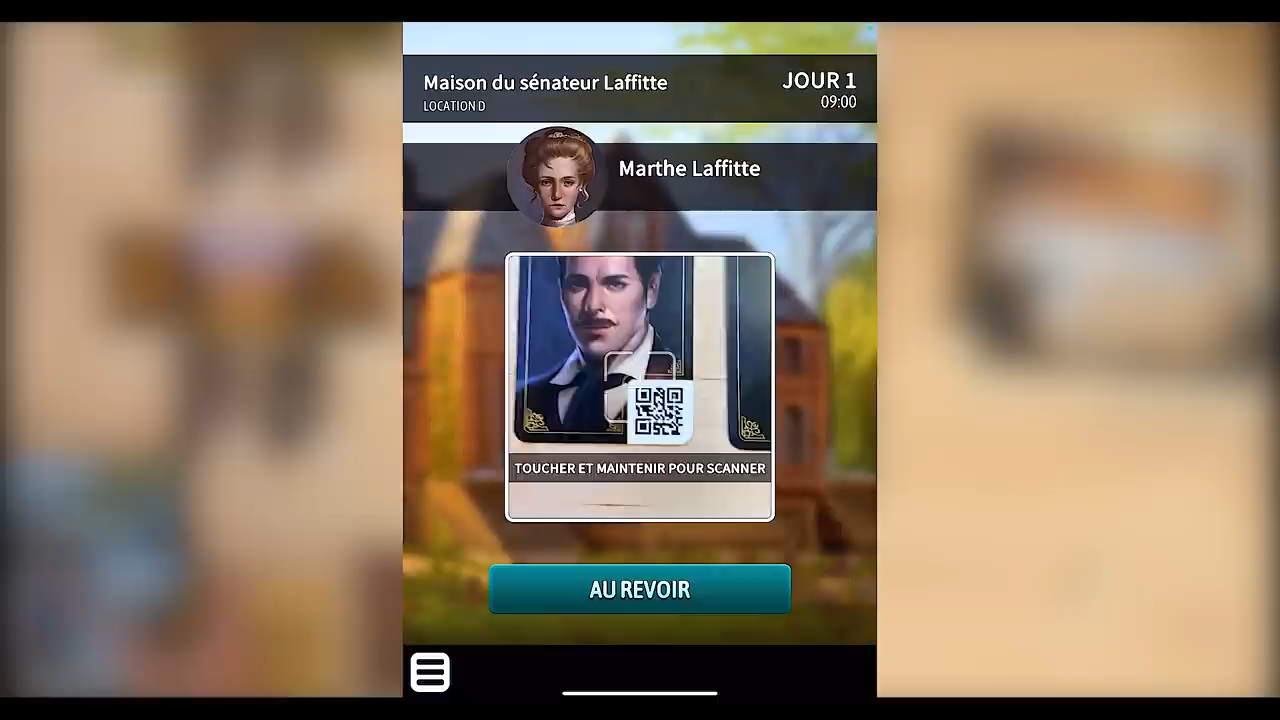 Maison du sénateur Laffitte
LOCATION D
JOUR 1
09:00
Marthe Laffitte
TOUCHER ET MAINTENIR POUR SCANNER
AU REVOIR